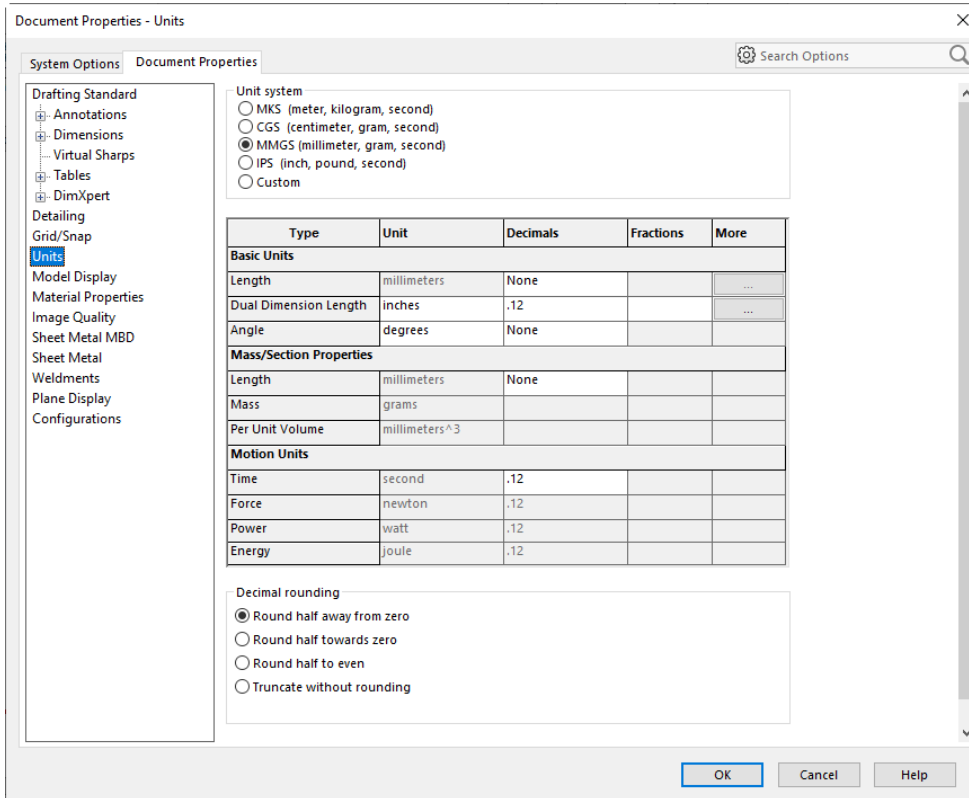 Document Properties - Units
System Options
Document Properties
Search Options
Drafting Standard
Annotations
Dimensions
Virtual Sharps
Tables
DimXpert
Detailing
Grid/Snap
Units
Model Display
Material Properties
Image Quality
Sheet Metal MBD
Sheet Metal
Weldments
Plane Display
Configurations
Unit system
MKS (meter, kilogram, second)
CGS (centimeter, gram, second)
MMGS (millimeter, gram, second)
IPS (inch, pound, second)
Custom
Type Unit Decimals Fractions More
Basic Units
Length millimeters None ...
Dual Dimension Length inches .12 ...
Angle degrees None
Mass/Section Properties
Length millimeters None
Mass grams
Per Unit Volume millimeters^3
Motion Units
Time second .12
Force newton .12
Power watt .12
Energy joule .12
Decimal rounding
Round half away from zero
Round half towards zero
Round half to even
Truncate without rounding
OK Cancel Help